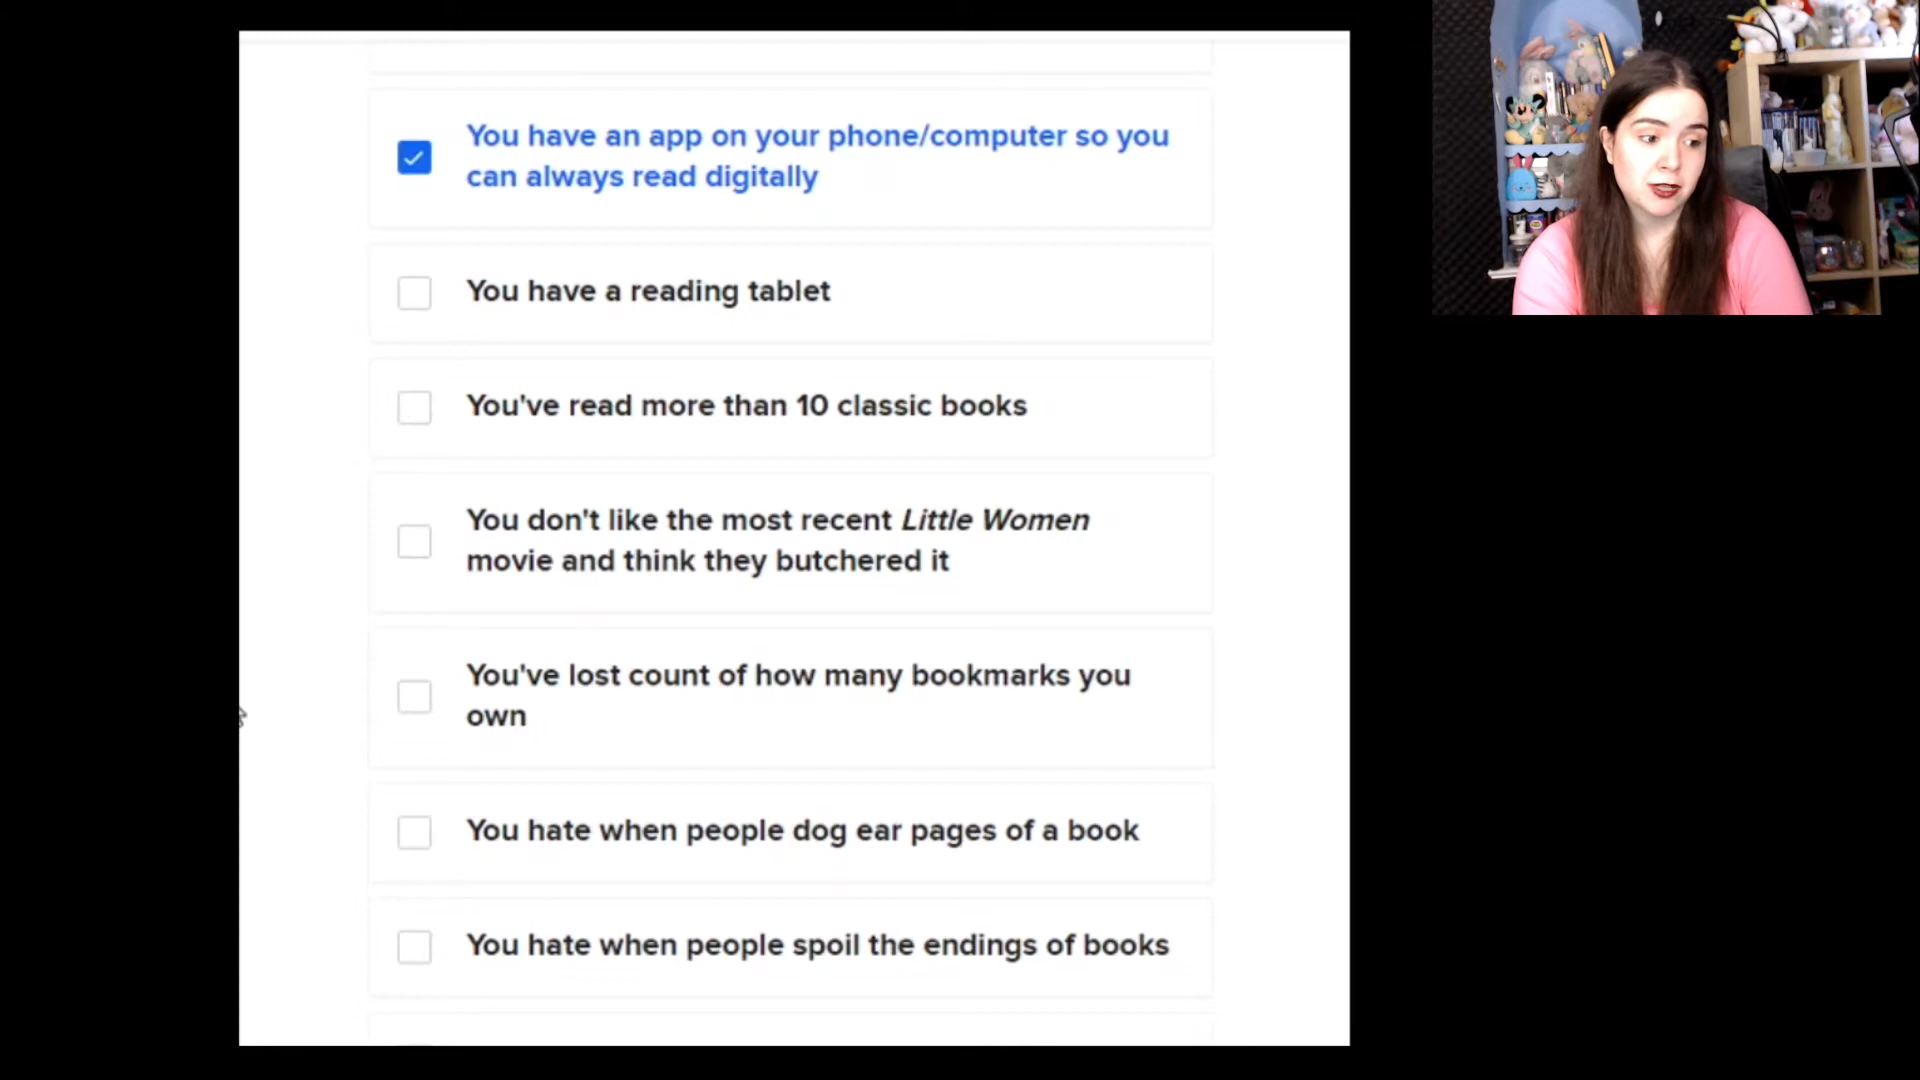 You have an app on your phone/computer so you
can always read digitally
You have a reading tablet
You've read more than 10 classic books
You don't like the most recent Little Women
movie and think they butchered it
You've lost count of how many bookmarks you
own
You hate when people dog ear pages of a book
You hate when people spoil the endings of books